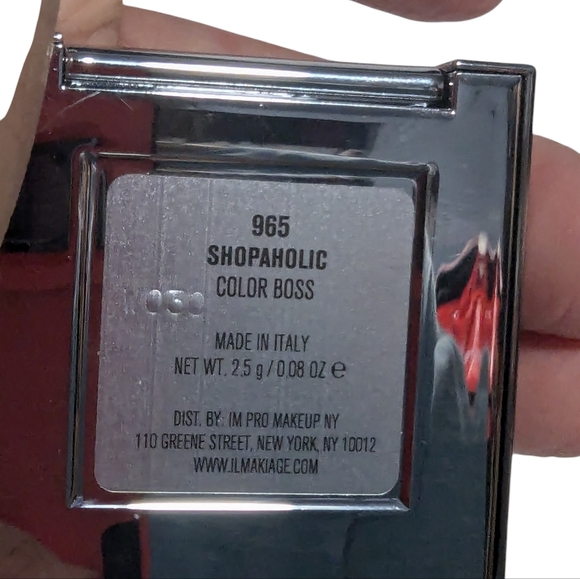 965
SHOPAHOLIC
COLOR BOSS
MADE IN ITALY
NET WT. 2.5 g / 0.08 OZ ℮
DIST. BY: IM PRO MAKEUP NY
110 GREENE STREET, NEW YORK, NY 10012
WWW.ILMAKIAGE.COM